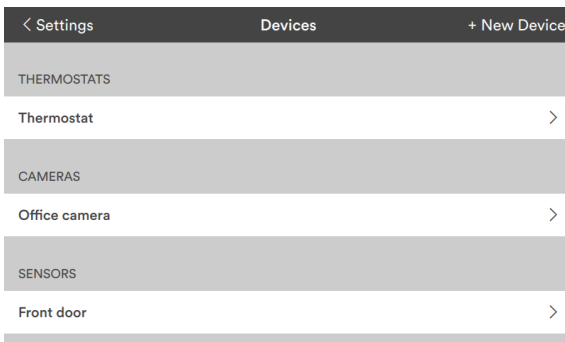 Settings Devices + New Device
THERMOSTATS
Thermostat
CAMERAS
Office camera
SENSORS
Front door